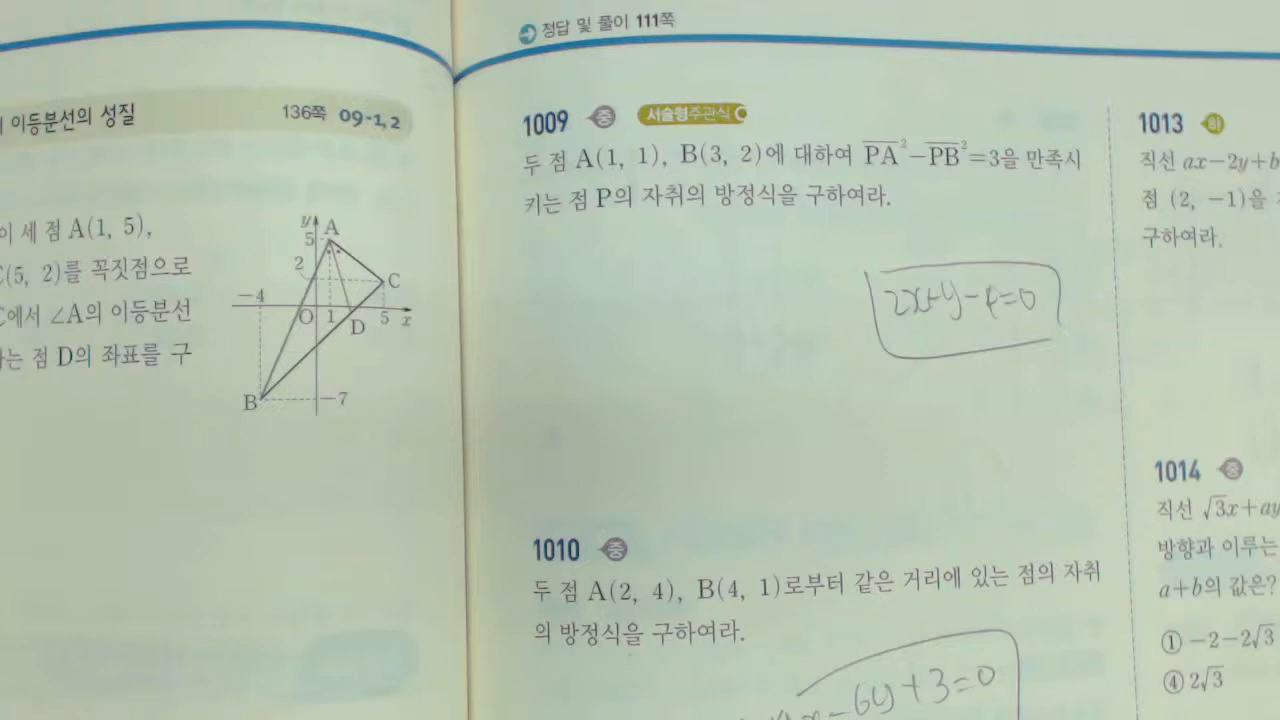 이등분선의 성질 136쪽 09-1, 2
이 세 점 A(1, 5),
C(5, 2)를 꼭짓점으로
C에서 ∠A의 이등분선
는 점 D의 좌표를 구
y
A
5
2
C
-4
O 1 D 5 x
B
-7
정답 및 풀이 111쪽
1009 중 서술형주관식
두 점 A(1, 1), B(3, 2)에 대하여 PA²-PB²=3을 만족시
키는 점 P의 자취의 방정식을 구하여라.
2x+y-4=0
1010 중
두 점 A(2, 4), B(4, 1)로부터 같은 거리에 있는 점의 자취
의 방정식을 구하여라.
-6y+3=0
1013 하
직선 ax-2y+b
점 (2, -1)을
구하여라.
1014 중
직선 √3x+ay
방향과 이루는
a+b의 값은?
① -2-2√3
④ 2√3